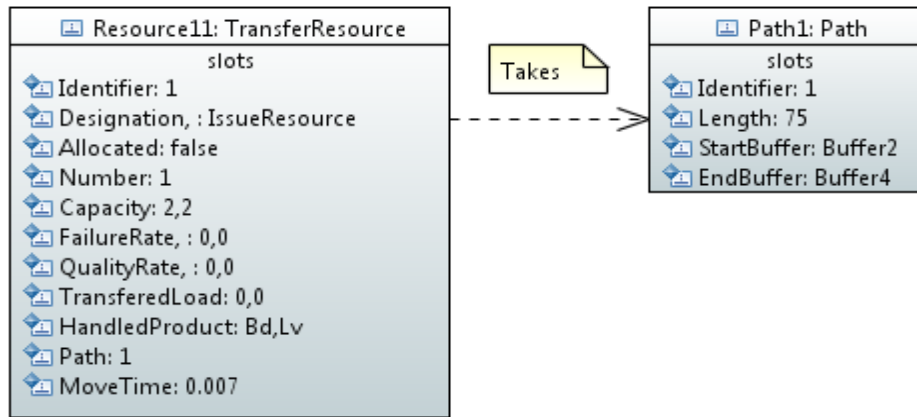 Resource11: TransferResource
slots
Identifier: 1
Designation, : IssueResource
Allocated: false
Number: 1
Capacity: 2,2
FailureRate, : 0,0
QualityRate, : 0,0
TransferedLoad: 0,0
HandledProduct: Bd,Lv
Path: 1
MoveTime: 0.007
Takes
Path1: Path
slots
Identifier: 1
Length: 75
StartBuffer: Buffer2
EndBuffer: Buffer4